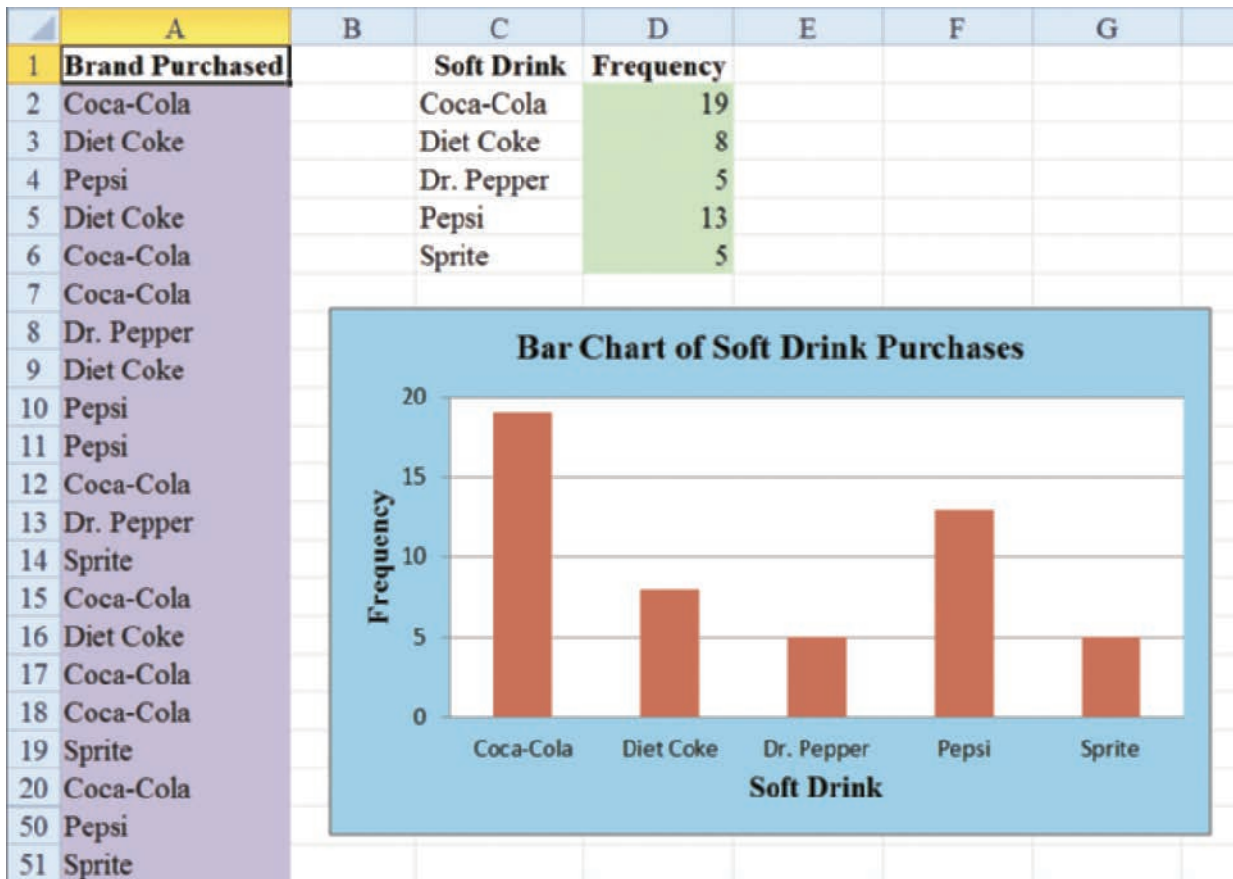 A B C D E F G
1 Brand Purchased Soft Drink Frequency
2 Coca-Cola Coca-Cola 19
3 Diet Coke Diet Coke 8
4 Pepsi Dr. Pepper 5
5 Diet Coke Pepsi 13
6 Coca-Cola Sprite 5
7 Coca-Cola
8 Dr. Pepper
9 Diet Coke
10 Pepsi
11 Pepsi
12 Coca-Cola
13 Dr. Pepper
14 Sprite
15 Coca-Cola
16 Diet Coke
17 Coca-Cola
18 Coca-Cola
19 Sprite
20 Coca-Cola
50 Pepsi
51 Sprite
Bar Chart of Soft Drink Purchases
Frequency
20
15
10
5
0
Coca-Cola Diet Coke Dr. Pepper Pepsi Sprite
Soft Drink